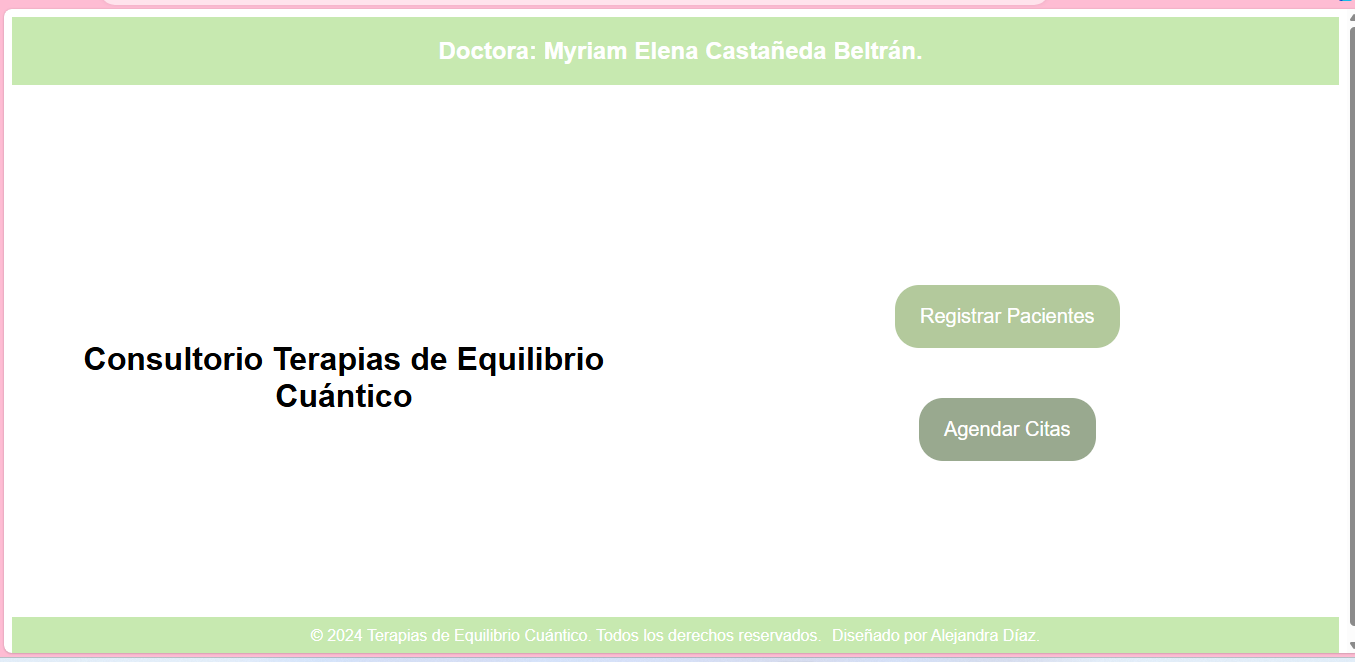 Doctora: Myriam Elena Castañeda Beltrán.
Consultorio Terapias de Equilibrio
Cuántico
Registrar Pacientes
Agendar Citas
© 2024 Terapias de Equilibrio Cuántico. Todos los derechos reservados. Diseñado por Alejandra Díaz.